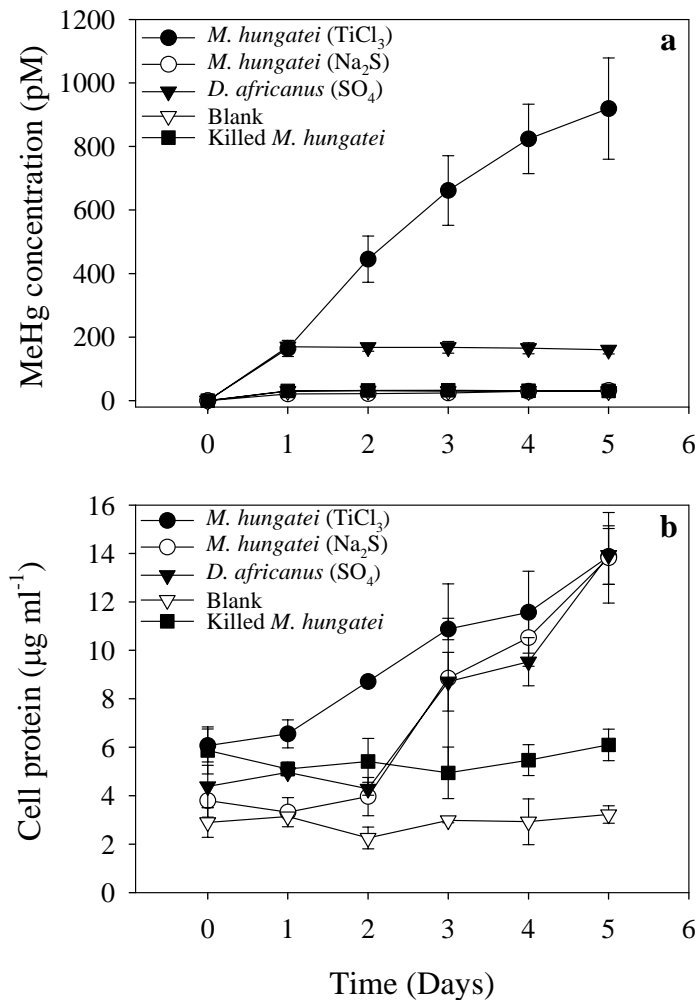 1200
1000
800
600
400
200
0
MeHg concentration (pM)
M. hungatei (TiCl₃)
M. hungatei (Na₂S)
D. africanus (SO₄)
Blank
Killed M. hungatei
a
0 1 2 3 4 5 6
16
14
12
10
8
6
4
2
0
Cell protein (µg ml⁻¹)
M. hungatei (TiCl₃)
M. hungatei (Na₂S)
D. africanus (SO₄)
Blank
Killed M. hungatei
b
0 1 2 3 4 5 6
Time (Days)